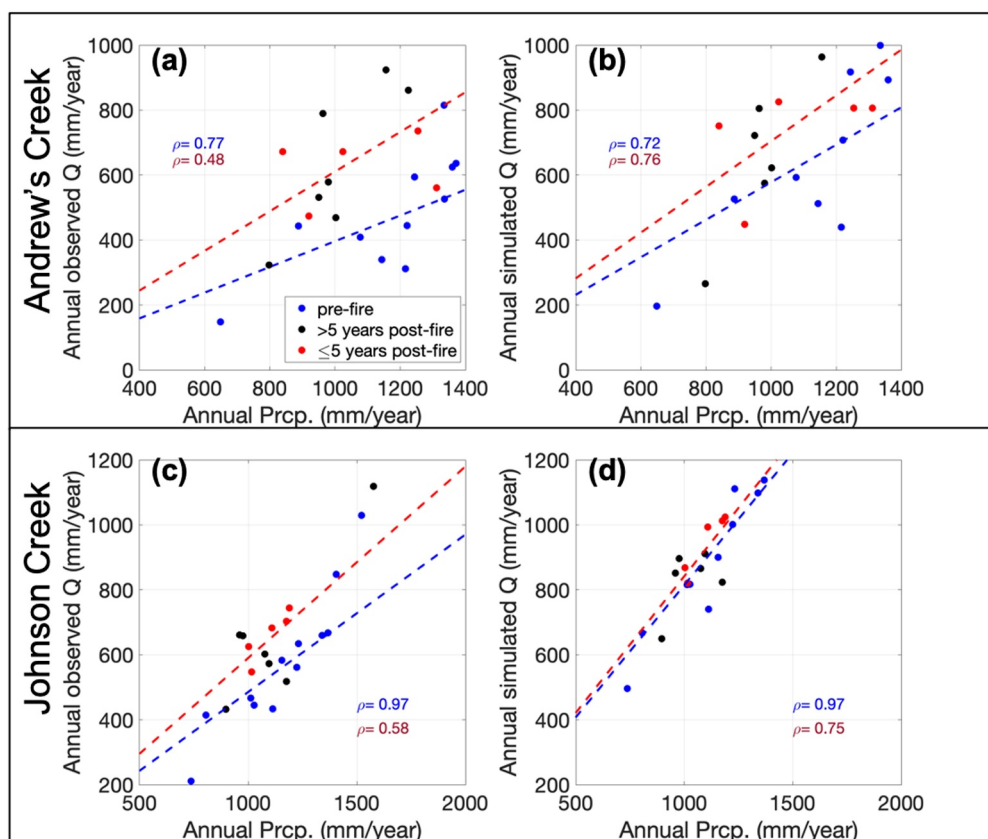 Andrew's Creek
(a)
Annual observed Q (mm/year)
1000
800
600
400
200
0
ρ= 0.77
ρ= 0.48
pre-fire
>5 years post-fire
≤5 years post-fire
400 600 800 1000 1200 1400
Annual Prcp. (mm/year)
(b)
Annual simulated Q (mm/year)
1000
800
600
400
200
0
ρ= 0.72
ρ= 0.76
400 600 800 1000 1200 1400
Annual Prcp. (mm/year)
Johnson Creek
(c)
Annual observed Q (mm/year)
1200
1000
800
600
400
200
ρ= 0.97
ρ= 0.58
500 1000 1500 2000
Annual Prcp. (mm/year)
(d)
Annual simulated Q (mm/year)
1200
1000
800
600
400
200
ρ= 0.97
ρ= 0.75
500 1000 1500 2000
Annual Prcp. (mm/year)